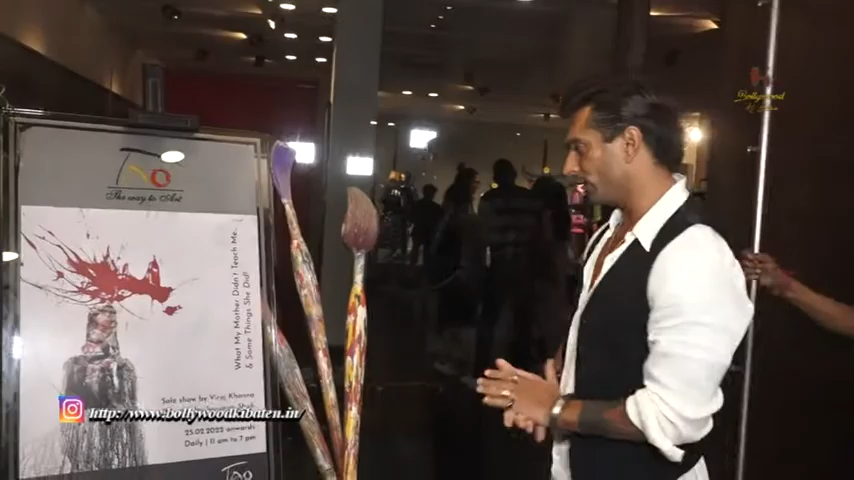 Bollywood
Tao
The way to Art
What My Mother Didn't Teach Me,
& Some Things She Did!
Solo show by Viraj Khanna
25.02.2022 onwards
Daily | 11 am to 7 pm
http://www.bollywoodkibaten.in/
Tao